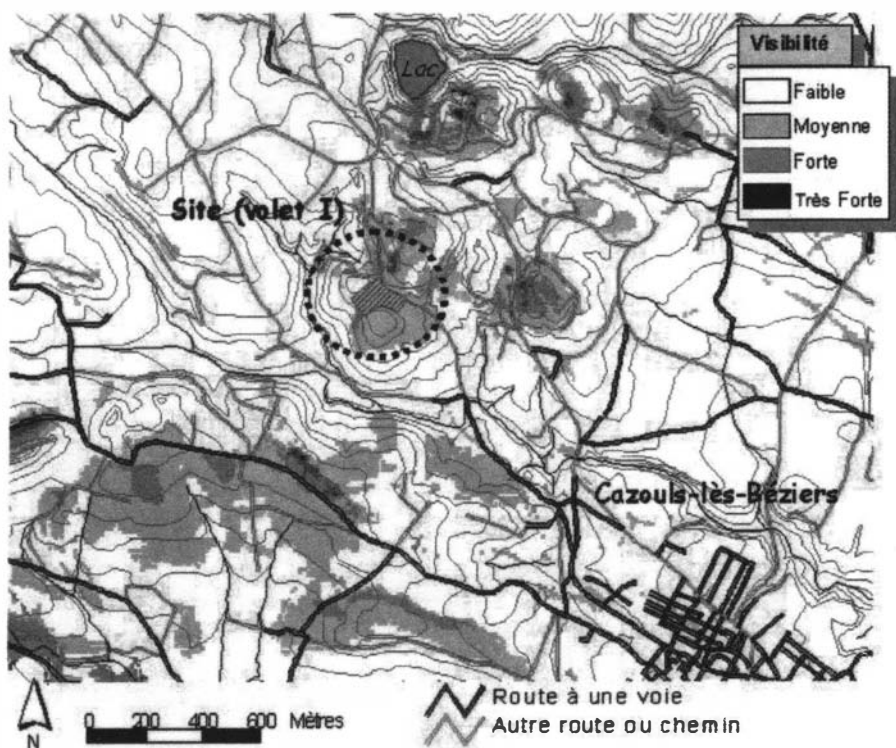 Lac
Visibilité
Faible
Moyenne
Forte
Très Forte
Site (volet I)
Cazouls-lès-Béziers
N
0 200 400 600 Mètres
Route à une voie
Autre route ou chemin